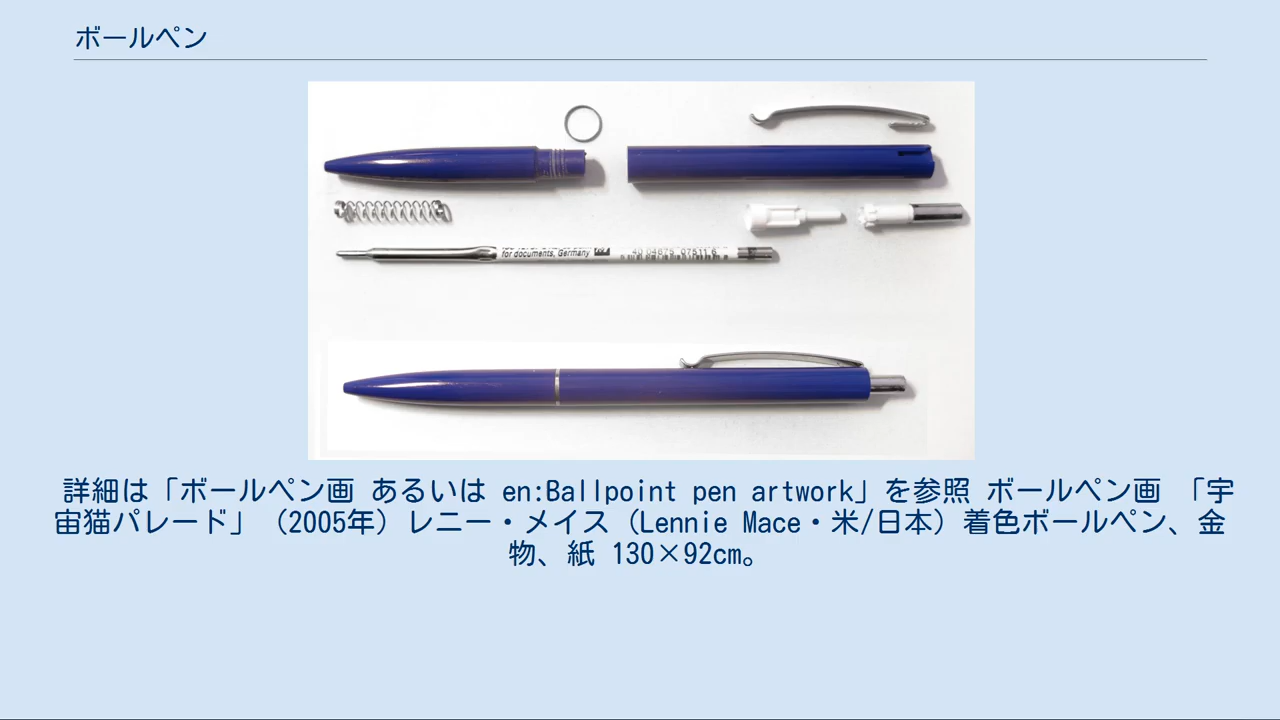 ボールペン
for documents, Germany
詳細は「ボールペン画 あるいは en:Ballpoint pen artwork」を参照 ボールペン画 「宇
宙猫パレード」（2005年）レニー・メイス（Lennie Mace・米/日本）着色ボールペン、金
物、紙 130×92cm。